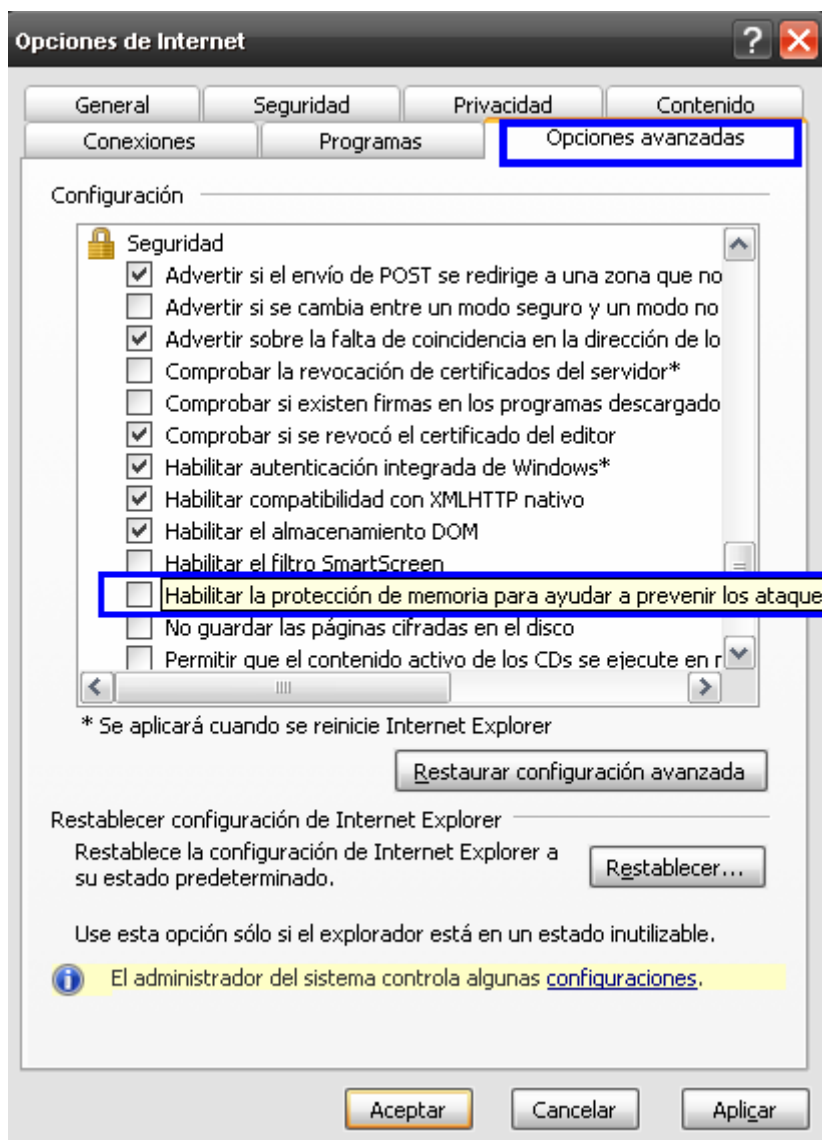 Opciones de Internet
General Seguridad Privacidad Contenido
Conexiones Programas Opciones avanzadas
Configuración
Seguridad
Advertir si el envío de POST se redirige a una zona que no
Advertir si se cambia entre un modo seguro y un modo no
Advertir sobre la falta de coincidencia en la dirección de lo
Comprobar la revocación de certificados del servidor*
Comprobar si existen firmas en los programas descargado
Comprobar si se revocó el certificado del editor
Habilitar autenticación integrada de Windows*
Habilitar compatibilidad con XMLHTTP nativo
Habilitar el almacenamiento DOM
Habilitar el filtro SmartScreen
Habilitar la protección de memoria para ayudar a prevenir los ataque
No guardar las páginas cifradas en el disco
Permitir que el contenido activo de los CDs se ejecute en
* Se aplicará cuando se reinicie Internet Explorer
Restaurar configuración avanzada
Restablecer configuración de Internet Explorer
Restablece la configuración de Internet Explorer a
su estado predeterminado.
Restablecer...
Use esta opción sólo si el explorador está en un estado inutilizable.
El administrador del sistema controla algunas configuraciones.
Aceptar Cancelar Aplicar